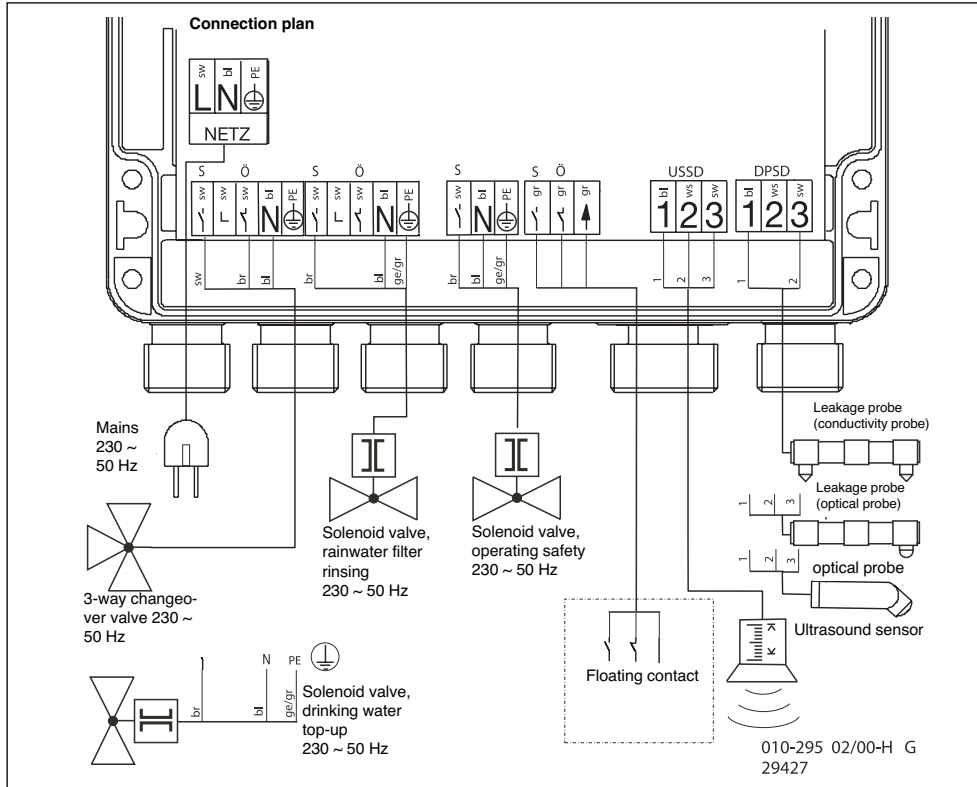 Connection plan
sw bl PE
L N
NETZ
S Ö S Ö S S Ö USSD DPSD
sw sw sw bl PE sw sw sw bl PE sw bl PE gr gr gr bl ws sw bl ws sw
N N N 1 2 3 1 2 3
sw br bl br bl ge/gr br bl ge/gr 1 2 3 1 2
Mains
230 ~
50 Hz
Leakage probe
(conductivity probe)
Leakage probe
(optical probe)
1 2 3
optical probe
1 2 3
Ultrasound sensor
Solenoid valve,
rainwater filter
rinsing
230 ~ 50 Hz
Solenoid valve,
operating safety
230 ~ 50 Hz
3-way changeo-
ver valve 230 ~
50 Hz
Floating contact
K K
N PE
br bl ge/gr
Solenoid valve,
drinking water
top-up
230 ~ 50 Hz
010-295 02/00-H G
29427